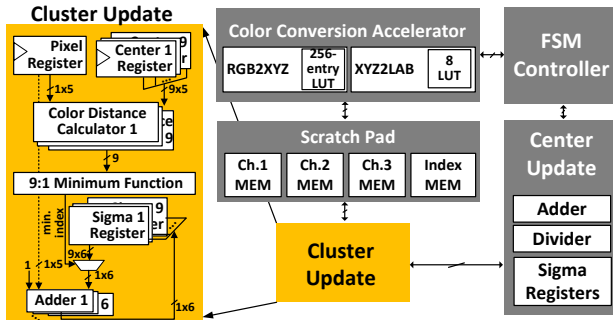 Cluster Update
Pixel
Register
Center 1
Register
9
er
1x5
9x5
Color Distance
Calculator 1
ce
9
9
9:1 Minimum Function
min.
index
Sigma 1
Register
9
er
9x6
1
1x5
1x6
1x6
Adder 1
6
Color Conversion Accelerator
RGB2XYZ
256-
entry
LUT
XYZ2LAB
8
LUT
Scratch Pad
Ch.1
MEM
Ch.2
MEM
Ch.3
MEM
Index
MEM
Cluster
Update
FSM
Controller
Center
Update
Adder
Divider
Sigma
Registers